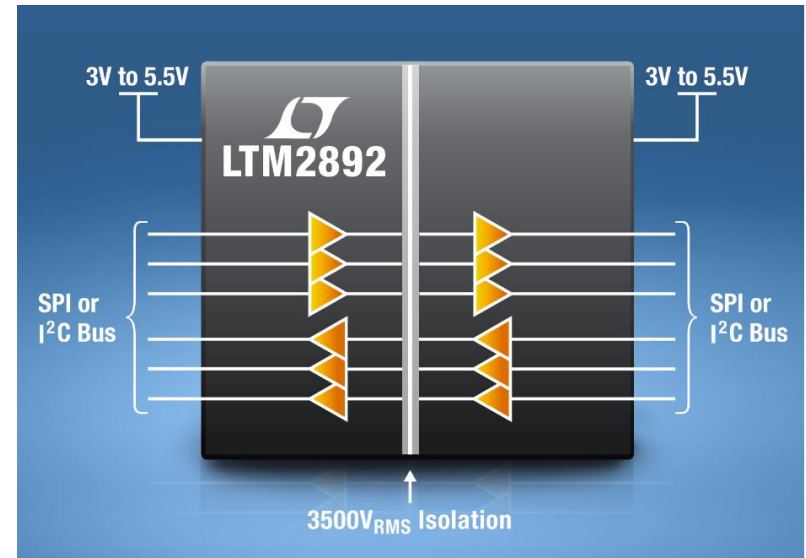 3V to 5.5V
3V to 5.5V
LTM2892
SPI or
I²C Bus
SPI or
I²C Bus
3500VRMS Isolation